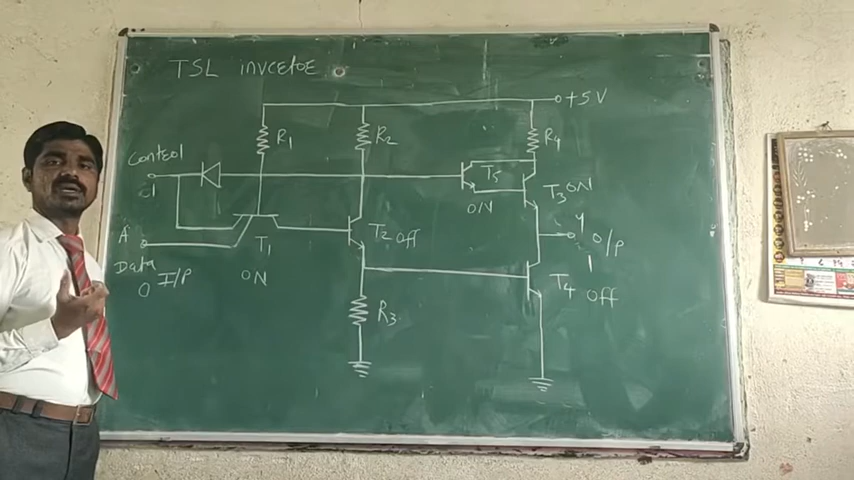 TSL invceToE
+5V
R1
R2
R4
Control
c1
T5
ON
T3 ON
A
Data
0
I/P
T1
ON
T2 off
Y
O/P
1
R3
T4 off